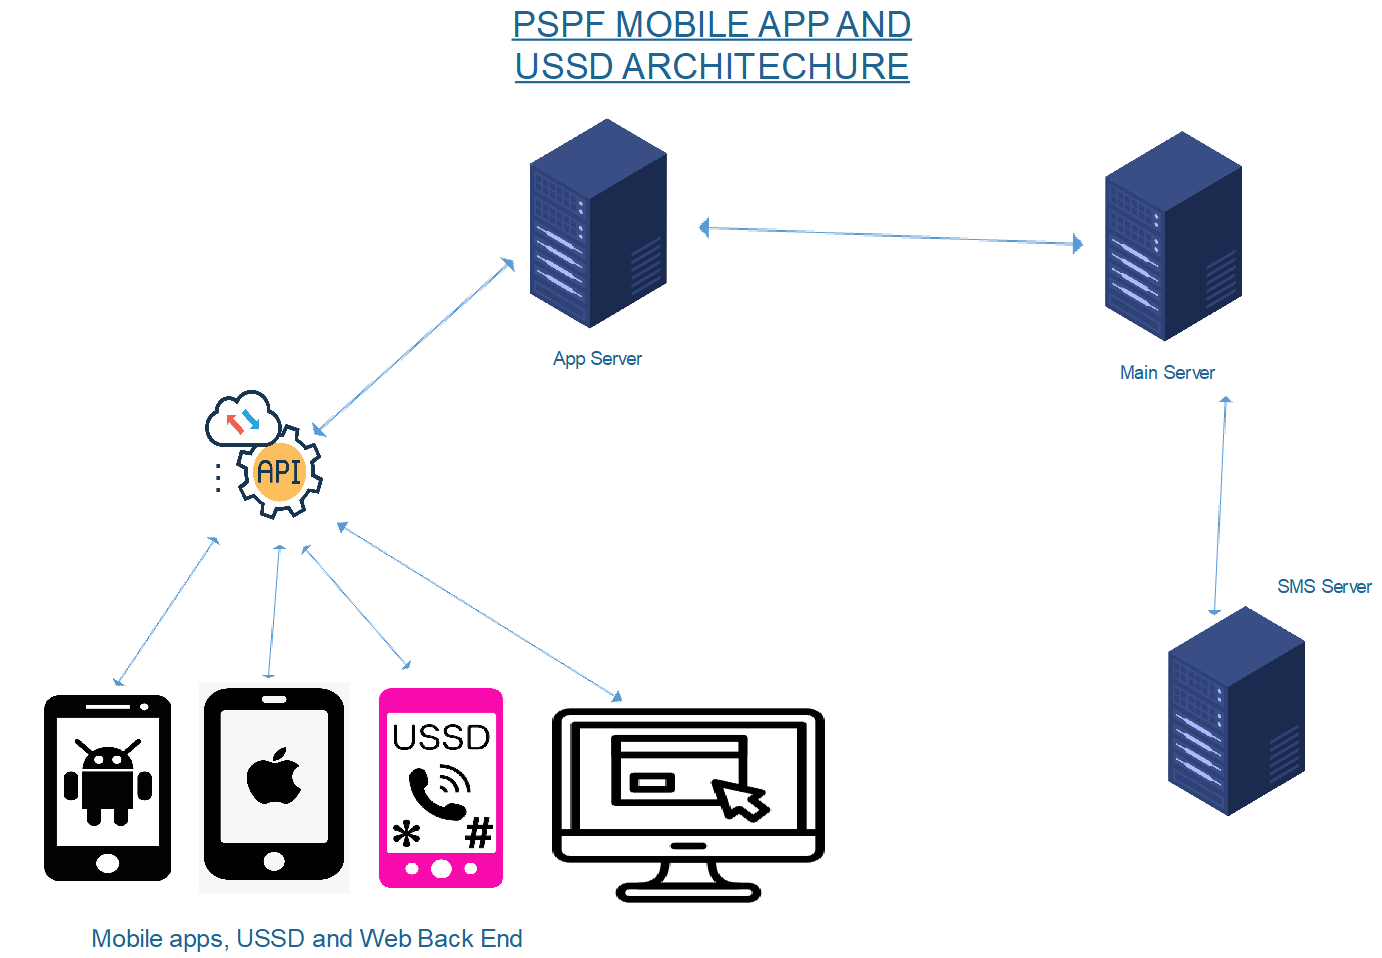 PSPF MOBILE APP AND
USSD ARCHITECHURE
App Server
Main Server
API
SMS Server
USSD
* #
Mobile apps, USSD and Web Back End